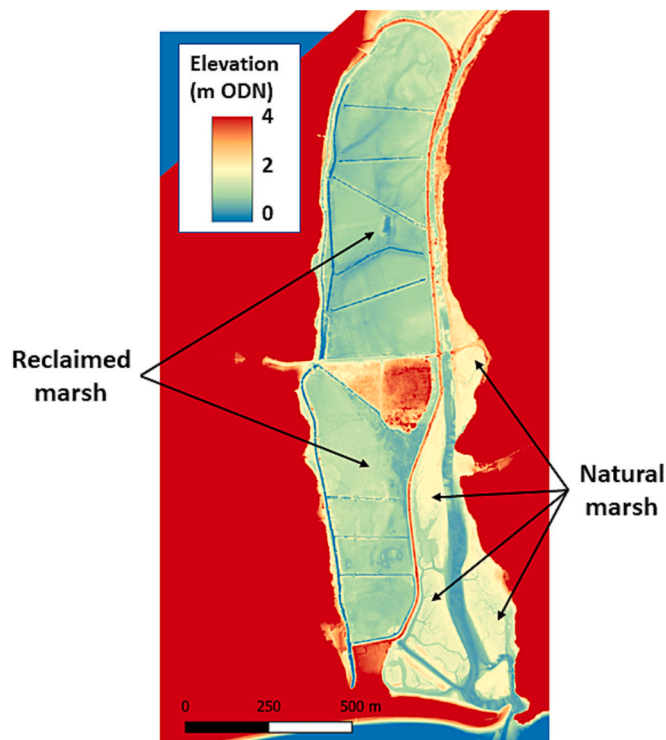 Elevation
(m ODN)
4
2
0
Reclaimed
marsh
Natural
marsh
0
250
500 m